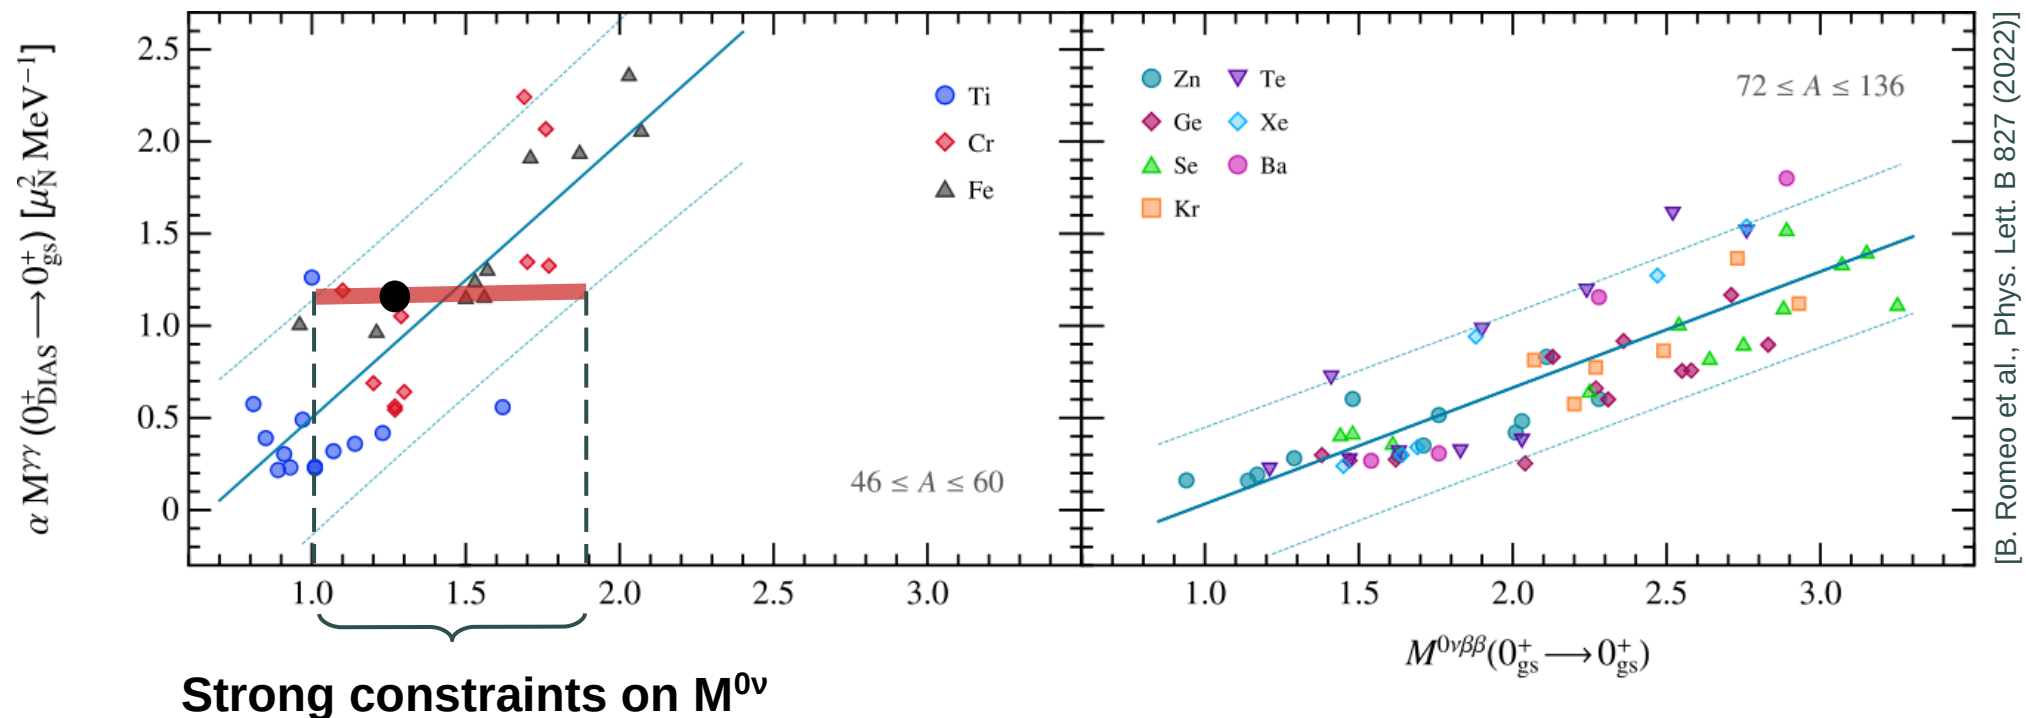 α M^γγ (0^+_DIAS ⟶ 0^+_gs) [μ^2_N MeV^−1]
2.5
2.0
1.5
1.0
0.5
0
Ti
Cr
Fe
46 ≤ A ≤ 60
1.0 1.5 2.0 2.5 3.0
Zn Te
Ge Xe
Se Ba
Kr
72 ≤ A ≤ 136
1.0 1.5 2.0 2.5 3.0
M^0νββ(0^+_gs ⟶ 0^+_gs)
[B. Romeo et al., Phys. Lett. B 827 (2022)]
Strong constraints on M^0ν